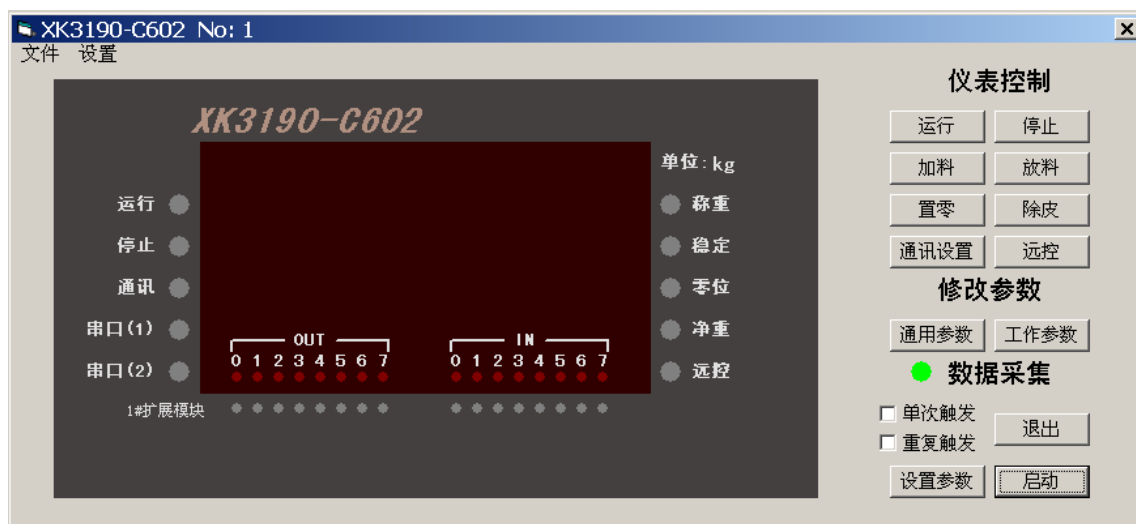 XK3190-C602 No: 1
文件 设置
XK3190-C602
单位: kg
运行
停止
通讯
串口(1)
串口(2)
1#扩展模块
OUT
0 1 2 3 4 5 6 7
IN
0 1 2 3 4 5 6 7
称重
稳定
零位
净重
远控
仪表控制
运行 停止
加料 放料
置零 除皮
通讯设置 远控
修改参数
通用参数 工作参数
数据采集
单次触发
重复触发
退出
设置参数 启动